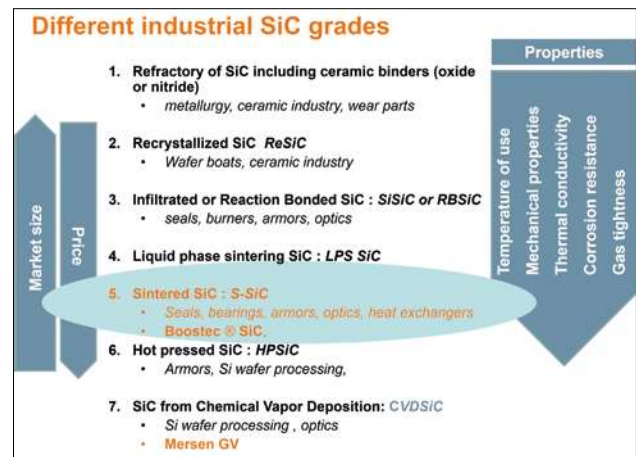 Different industrial SiC grades
Properties
1. Refractory of SiC including ceramic binders (oxide
or nitride)
• metallurgy, ceramic industry, wear parts
2. Recrystallized SiC ReSiC
• Wafer boats, ceramic industry
3. Infiltrated or Reaction Bonded SiC : SiSiC or RBSiC
• seals, burners, armors, optics
4. Liquid phase sintering SiC : LPS SiC
5. Sintered SiC : S-SiC
• Seals, bearings, armors, optics, heat exchangers
• Boostec ® SiC,
6. Hot pressed SiC : HPSiC
• Armors, Si wafer processing,
7. SiC from Chemical Vapor Deposition: CVDSiC
• Si wafer processing , optics
• Mersen GV
Market size
Price
Temperature of use
Mechanical properties
Thermal conductivity
Corrosion resistance
Gas tightness